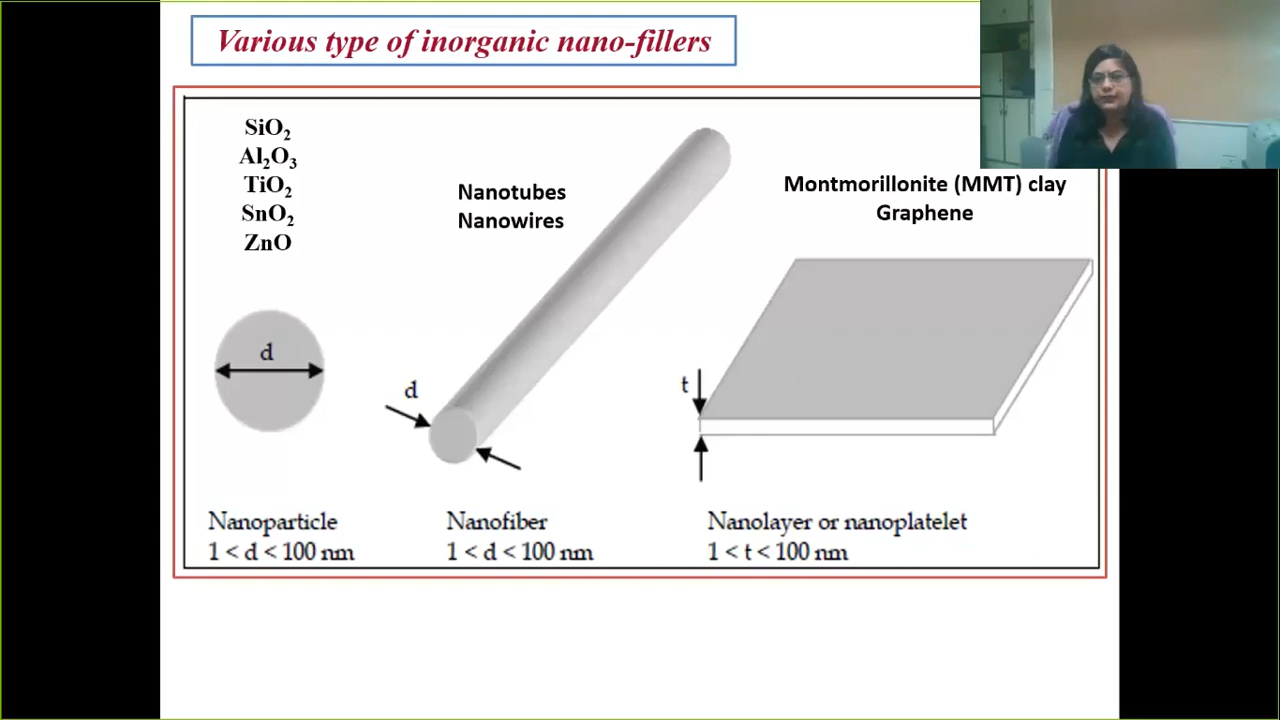 Various type of inorganic nano-fillers
SiO₂
Al₂O₃
TiO₂
SnO₂
ZnO
Nanotubes
Nanowires
Montmorillonite (MMT) clay
Graphene
d
d
t
Nanoparticle
1 < d < 100 nm
Nanofiber
1 < d < 100 nm
Nanolayer or nanoplatelet
1 < t < 100 nm